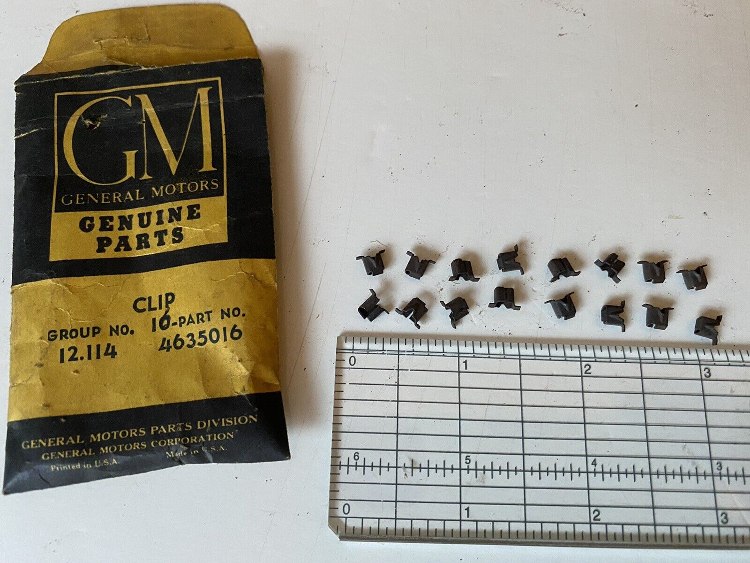 GM
GENERAL MOTORS
GENUINE
PARTS
CLIP
GROUP NO. 16-PART NO.
12.114 4635016
GENERAL MOTORS PARTS DIVISION
GENERAL MOTORS CORPORATION
Printed in U.S.A. Made in U.S.A.
0 1 2 3
6 5 4 3
0 1 2 3